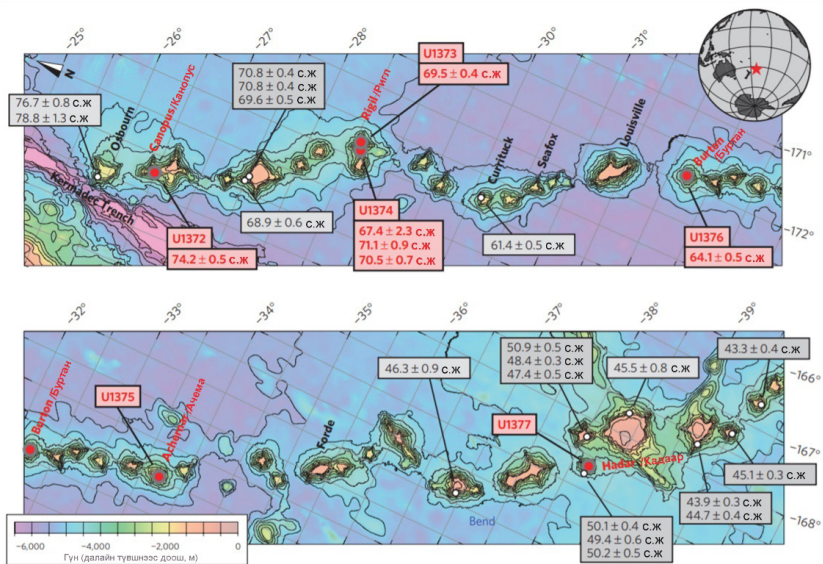 -25°
-26°
-27°
-28°
-30°
-31°
N
U1373
69.5 ± 0.4 с.ж
70.8 ± 0.4 с.ж
70.8 ± 0.4 с.ж
69.6 ± 0.5 с.ж
76.7 ± 0.8 с.ж
78.8 ± 1.3 с.ж
Osbourn
Canopus/Канопус
Rigil/Ригл
Currituck
Seafox
Louisville
Burton
/Буртан
-171°
-172°
Kermadec Trench
68.9 ± 0.6 с.ж
U1372
74.2 ± 0.5 с.ж
U1374
67.4 ± 2.3 с.ж
71.1 ± 0.9 с.ж
70.5 ± 0.7 с.ж
61.4 ± 0.5 с.ж
U1376
64.1 ± 0.5 с.ж
-32°
-33°
-34°
-35°
-36°
-37°
-38°
-39°
Burton /Буртан
U1375
Achernar /Ачема
Forde
46.3 ± 0.9 с.ж
50.9 ± 0.5 с.ж
48.4 ± 0.3 с.ж
47.4 ± 0.5 с.ж
45.5 ± 0.8 с.ж
43.3 ± 0.4 с.ж
-166°
-167°
-168°
U1377
Hadar /Хадаар
Bend
45.1 ± 0.3 с.ж
43.9 ± 0.3 с.ж
44.7 ± 0.4 с.ж
50.1 ± 0.4 с.ж
49.4 ± 0.6 с.ж
50.2 ± 0.5 с.ж
-6,000
-4,000
-2,000
0
Гүн (далайн түвшнээс доош, м)